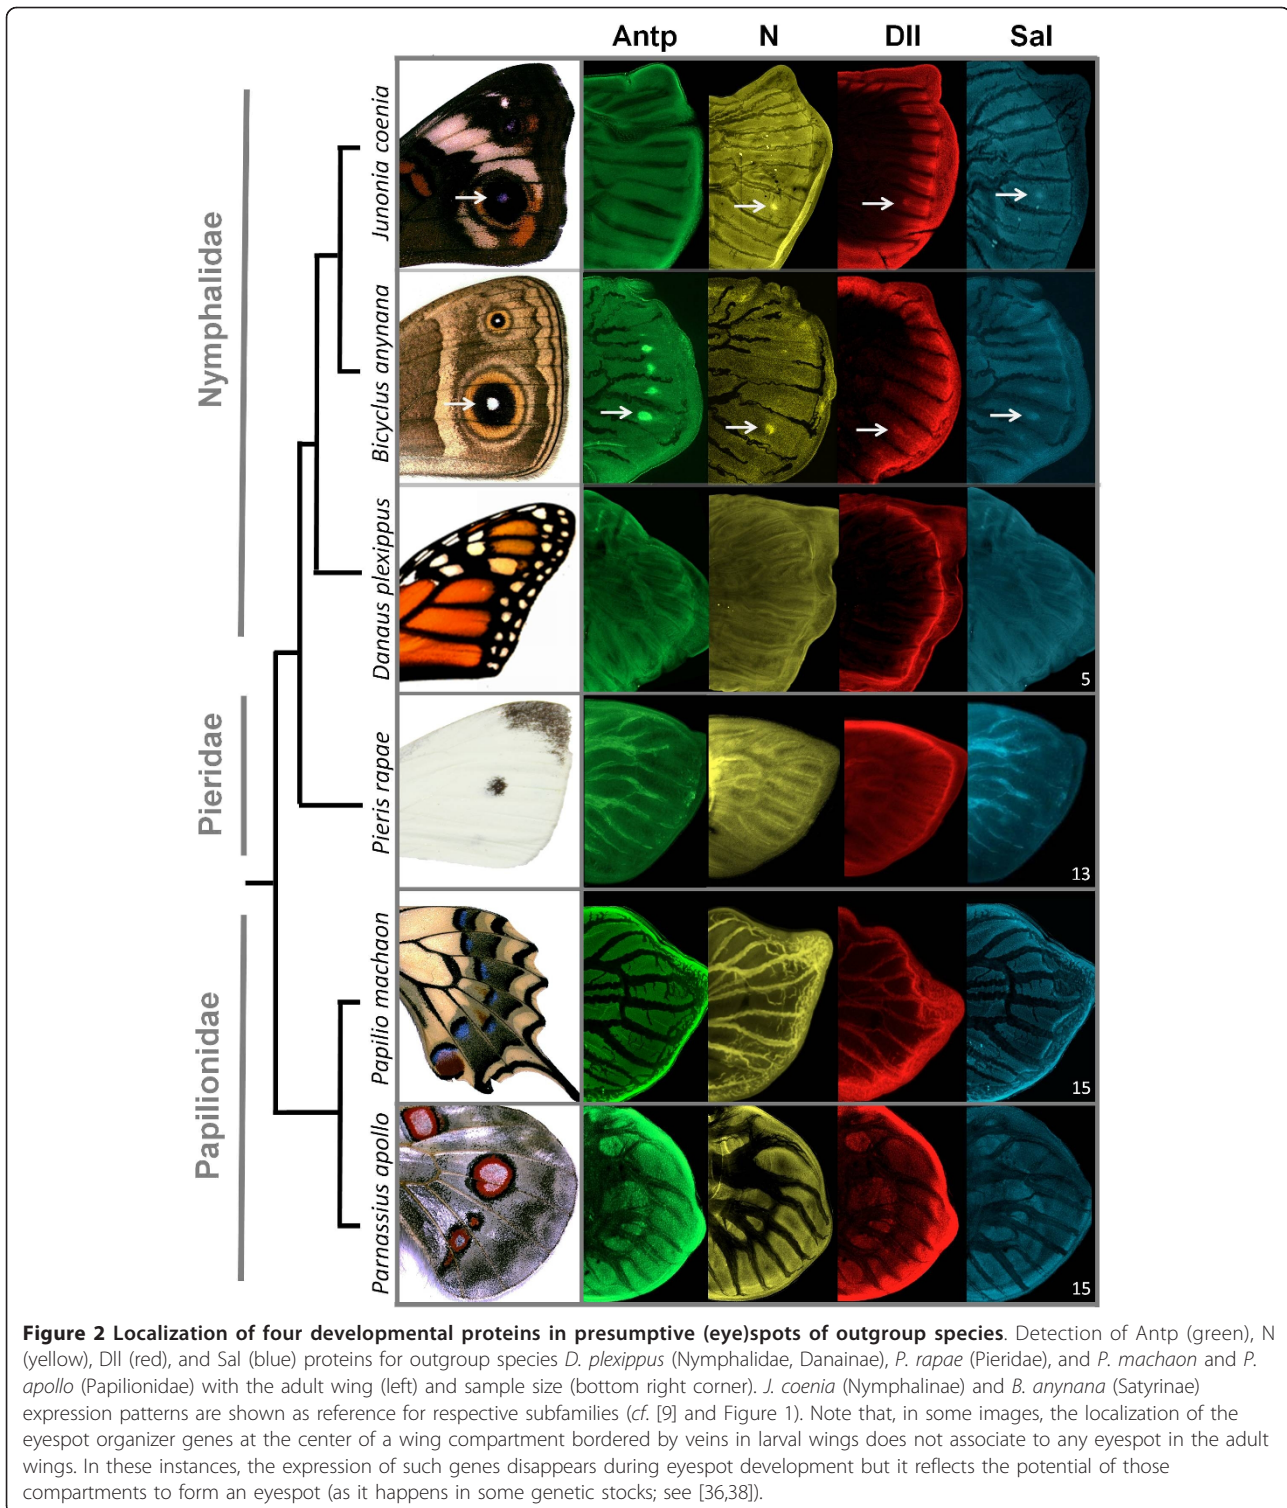 Antp N Dll Sal
Nymphalidae
Junonia coenia
Bicyclus anynana
Danaus plexippus
5
Pieridae
Pieris rapae
13
Papilionidae
Papilio machaon
15
Parnassius apollo
15
Figure 2 Localization of four developmental proteins in presumptive (eye)spots of outgroup species. Detection of Antp (green), N
(yellow), Dll (red), and Sal (blue) proteins for outgroup species D. plexippus (Nymphalidae, Danainae), P. rapae (Pieridae), and P. machaon and P.
apollo (Papilionidae) with the adult wing (left) and sample size (bottom right corner). J. coenia (Nymphalinae) and B. anynana (Satyrinae)
expression patterns are shown as reference for respective subfamilies (cf. [9] and Figure 1). Note that, in some images, the localization of the
eyespot organizer genes at the center of a wing compartment bordered by veins in larval wings does not associate to any eyespot in the adult
wings. In these instances, the expression of such genes disappears during eyespot development but it reflects the potential of those
compartments to form an eyespot (as it happens in some genetic stocks; see [36,38]).